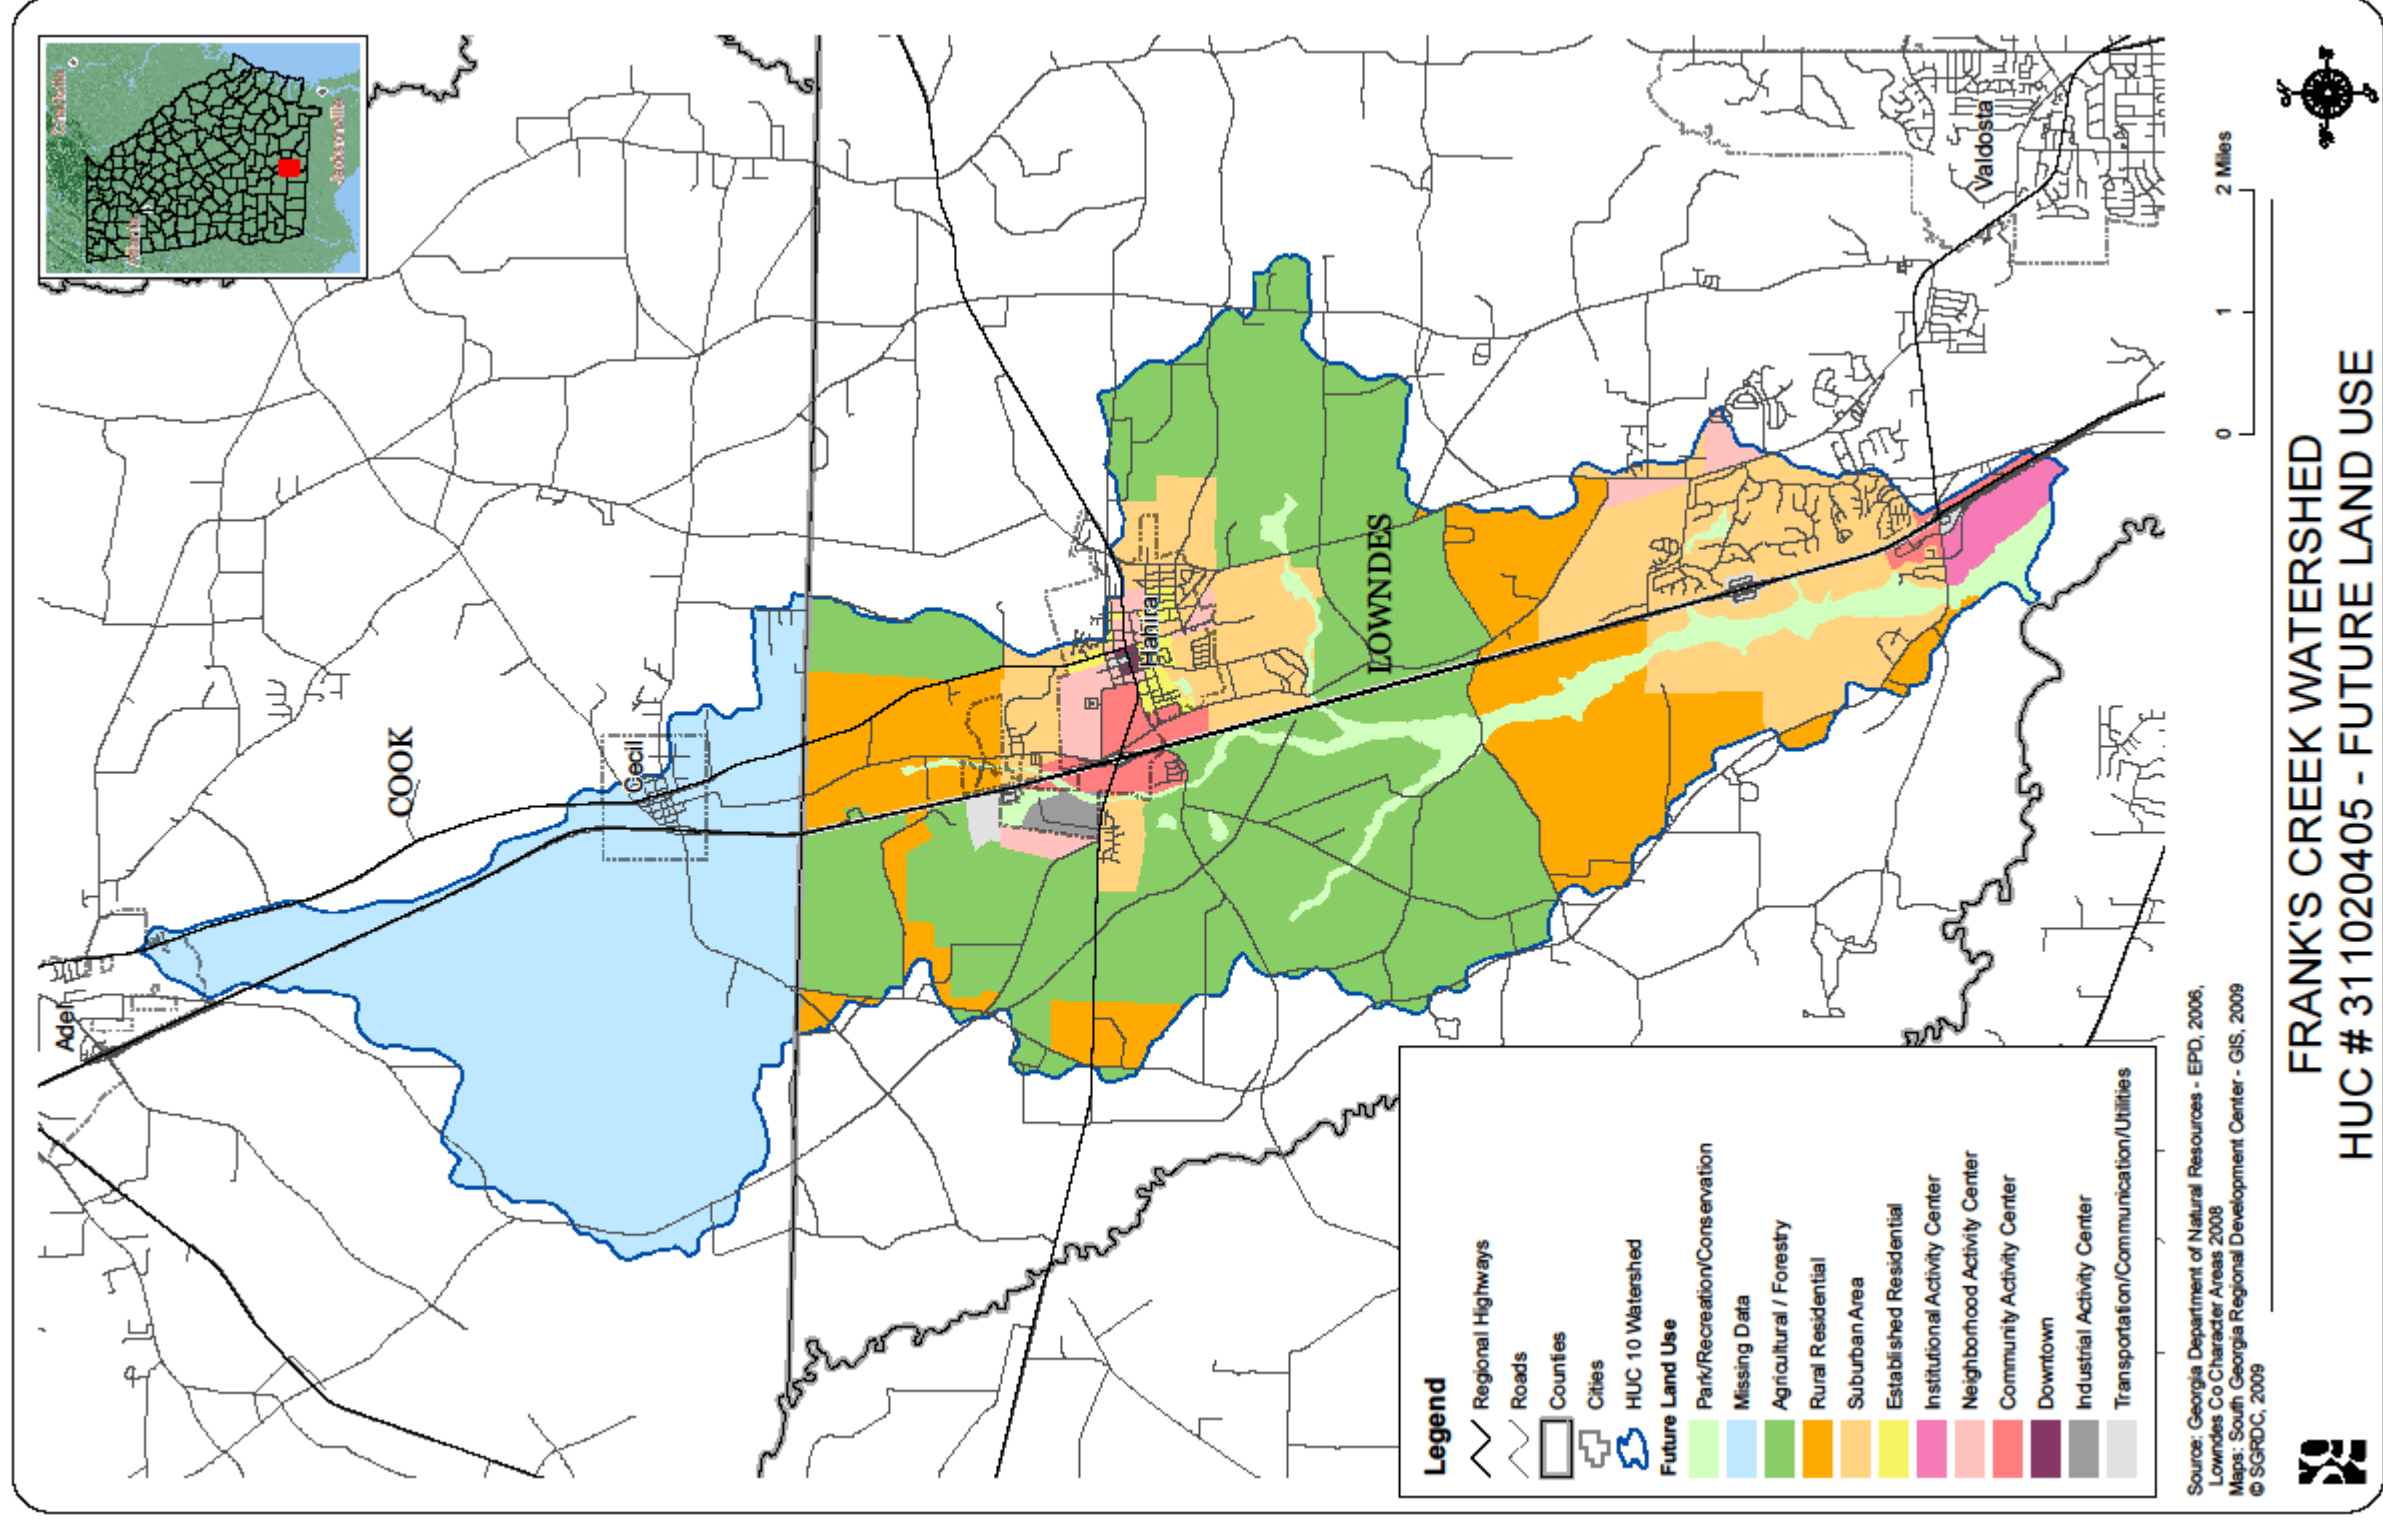 Charlotte
Atlanta
Jacksonville
Adel
COOK
Cecil
Hahira
LOWNDES
Valdosta
Legend
Regional Highways
Roads
Counties
Cities
HUC 10 Watershed
Future Land Use
Park/Recreation/Conservation
Missing Data
Agricultural / Forestry
Rural Residential
Suburban Area
Established Residential
Institutional Activity Center
Neighborhood Activity Center
Community Activity Center
Downtown
Industrial Activity Center
Transportation/Communication/Utilities
0 1 2 Miles
N
W E
S
Source: Georgia Department of Natural Resources - EPD, 2006,
Lowndes Co Character Areas 2008
Maps: South Georgia Regional Development Center - GIS, 2009
© SGRDC, 2009
FRANK'S CREEK WATERSHED
HUC # 3110020405 - FUTURE LAND USE